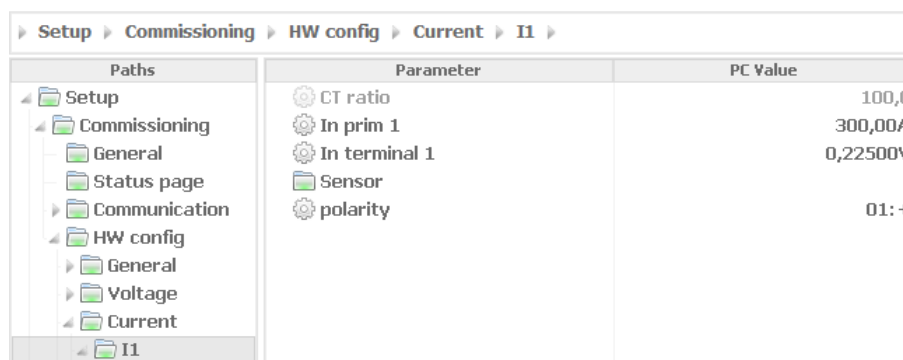 Setup Commissioning HW config Current I1
Paths Parameter PC Value
Setup CT ratio 100,
Commissioning In prim 1 300,00A
General In terminal 1 0,22500V
Status page Sensor
Communication polarity 01:
HW config
General
Voltage
Current
I1